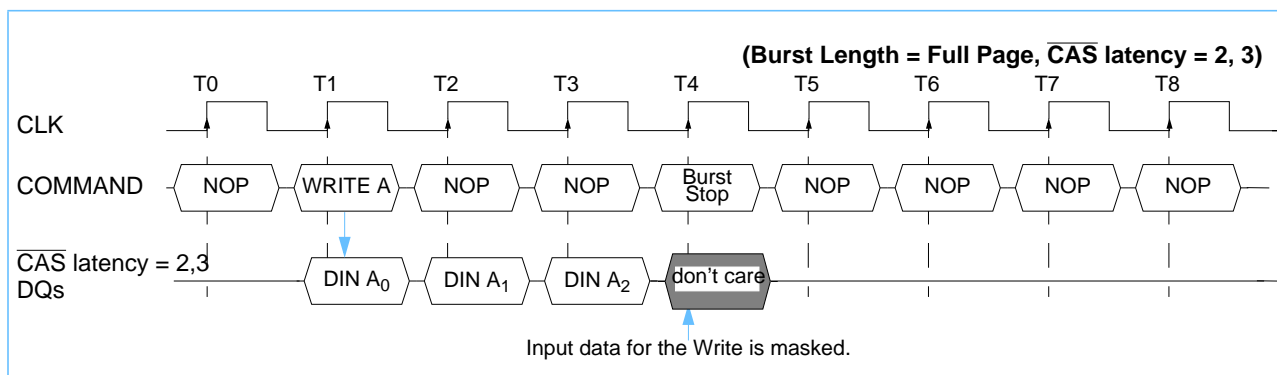 (Burst Length = Full Page, CAS latency = 2, 3)
T0 T1 T2 T3 T4 T5 T6 T7 T8
CLK
COMMAND NOP WRITE A NOP NOP Burst Stop NOP NOP NOP NOP
CAS latency = 2,3
DQs DIN A0 DIN A1 DIN A2 don't care
Input data for the Write is masked.